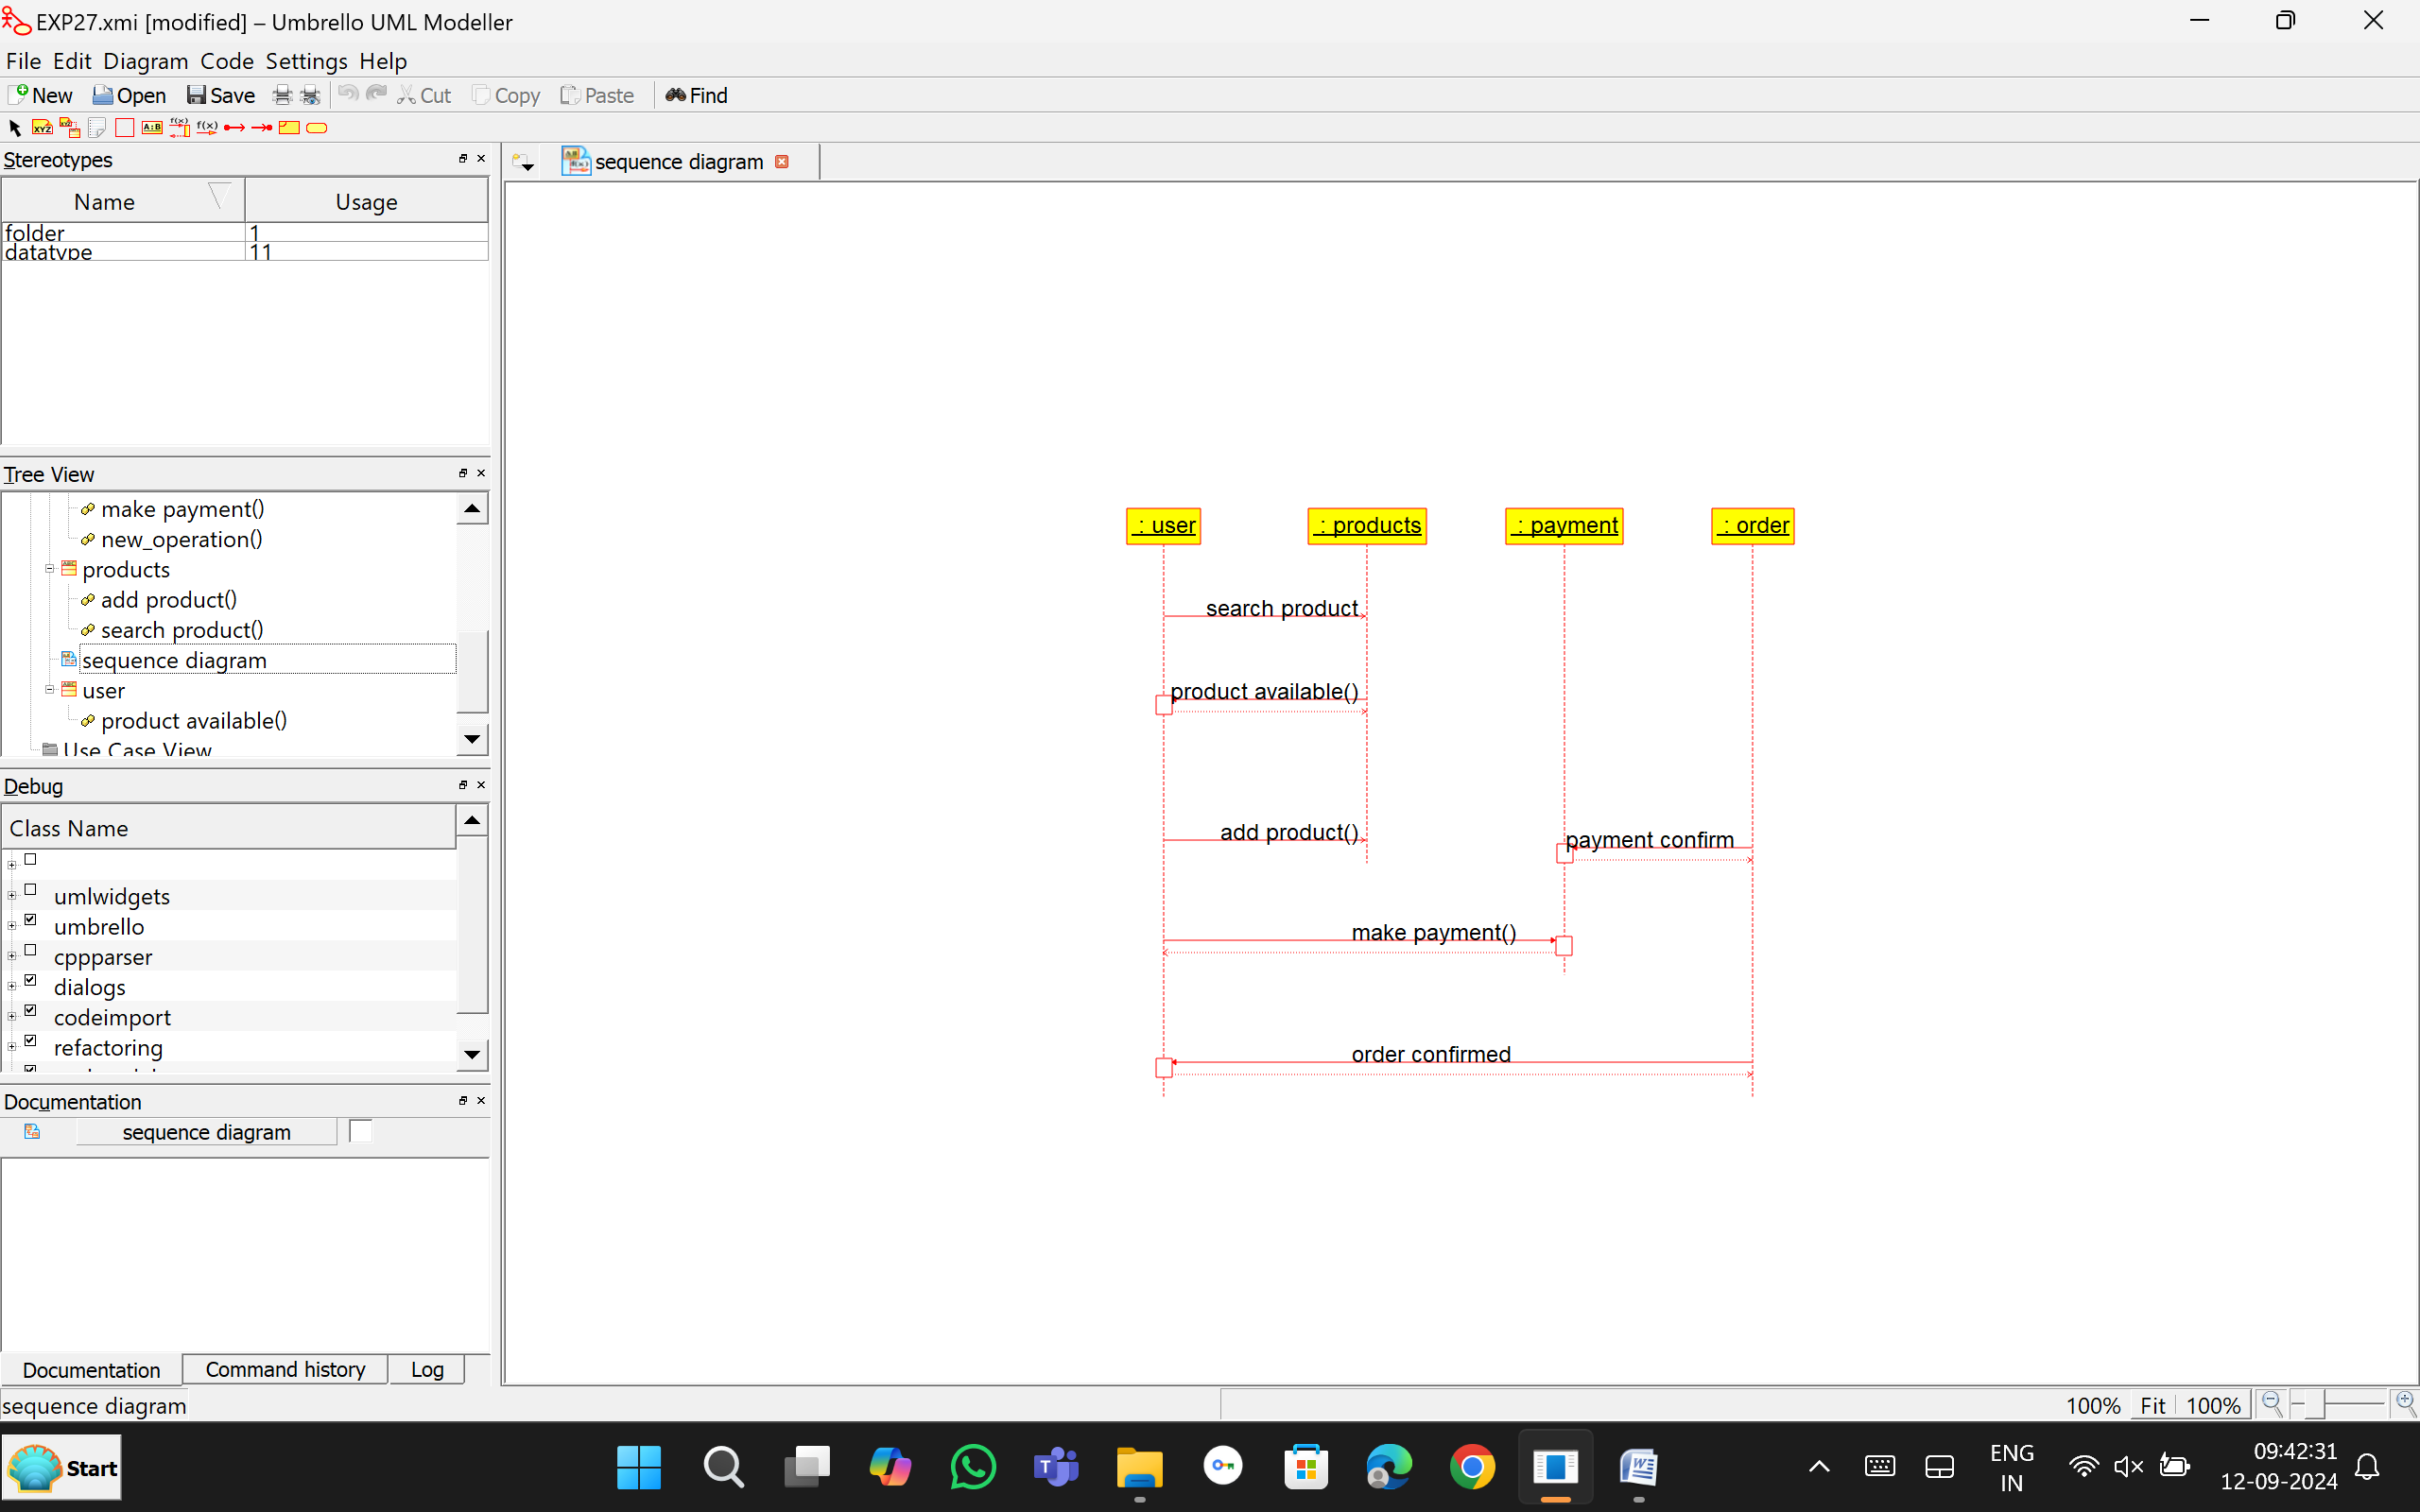 EXP27.xmi [modified] – Umbrello UML Modeller
File Edit Diagram Code Settings Help
New Open Save Cut Copy Paste Find
XYZ XYZ A:B f(x) f(x)
Stereotypes
sequence diagram
Name Usage
folder 1
datatype 11
Tree View
make payment()
new_operation()
products
add product()
search product()
sequence diagram
user
product available()
Use Case View
: user : products : payment : order
search product
product available()
add product()
payment confirm
make payment()
order confirmed
Debug
Class Name
umlwidgets
umbrello
cppparser
dialogs
codeimport
refactoring
Documentation
sequence diagram
Documentation Command history Log
sequence diagram
100% Fit 100%
Start
ENG
IN
09:42:31
12-09-2024